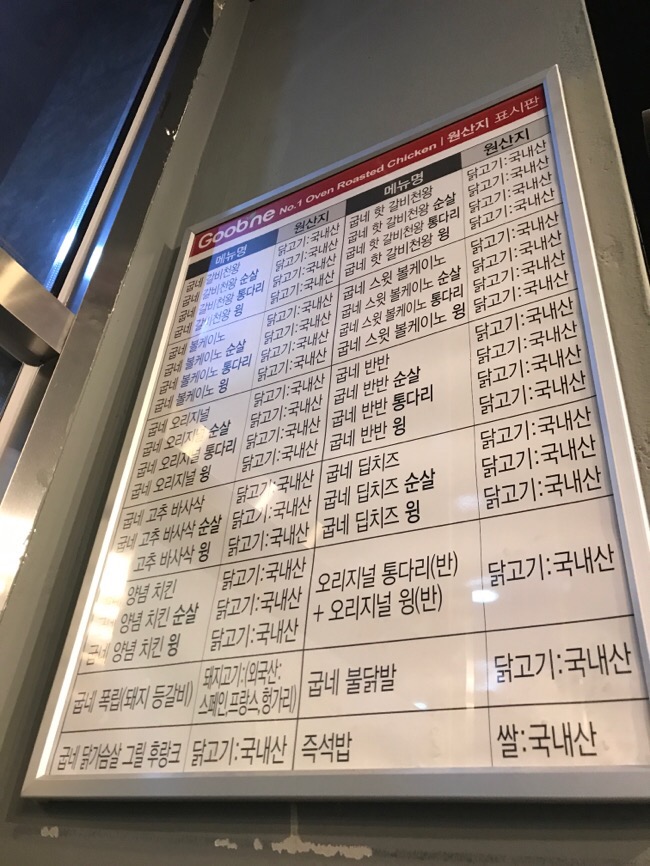 Goobne No.1 Oven Roasted Chicken | 원산지 표시판
메뉴명 원산지 메뉴명 원산지
굽네 갈비천왕 닭고기:국내산
굽네 갈비천왕 순살 닭고기:국내산
굽네 갈비천왕 통다리 닭고기:국내산
굽네 갈비천왕 윙 닭고기:국내산
굽네 볼케이노 닭고기:국내산
굽네 볼케이노 순살 닭고기:국내산
굽네 볼케이노 통다리 닭고기:국내산
굽네 볼케이노 윙 닭고기:국내산
굽네 오리지널 닭고기:국내산
굽네 오리지널 순살 닭고기:국내산
굽네 오리지널 통다리 닭고기:국내산
굽네 오리지널 윙 닭고기:국내산
굽네 고추 바사삭 닭고기:국내산
굽네 고추 바사삭 순살 닭고기:국내산
고추 바사삭 윙 닭고기:국내산
양념 치킨 닭고기:국내산
양념 치킨 순살 닭고기:국내산
굽네 양념 치킨 윙 닭고기:국내산
굽네 폭립(돼지 등갈비) 돼지고기:(외국산:
스페인,프랑스,헝가리)
굽네 닭가슴살 그릴 후랑크 닭고기:국내산
굽네 핫 갈비천왕 닭고기:국내산
굽네 핫 갈비천왕 순살 닭고기:국내산
굽네 핫 갈비천왕 통다리 닭고기:국내산
굽네 핫 갈비천왕 윙 닭고기:국내산
굽네 스윗 볼케이노 닭고기:국내산
굽네 스윗 볼케이노 순살 닭고기:국내산
굽네 스윗 볼케이노 통다리 닭고기:국내산
굽네 스윗 볼케이노 윙 닭고기:국내산
굽네 반반 닭고기:국내산
굽네 반반 순살 닭고기:국내산
굽네 반반 통다리 닭고기:국내산
굽네 반반 윙 닭고기:국내산
굽네 딥치즈 닭고기:국내산
굽네 딥치즈 순살 닭고기:국내산
굽네 딥치즈 윙 닭고기:국내산
오리지널 통다리(반)
+ 오리지널 윙(반) 닭고기:국내산
굽네 불닭발 닭고기:국내산
즉석밥 쌀:국내산